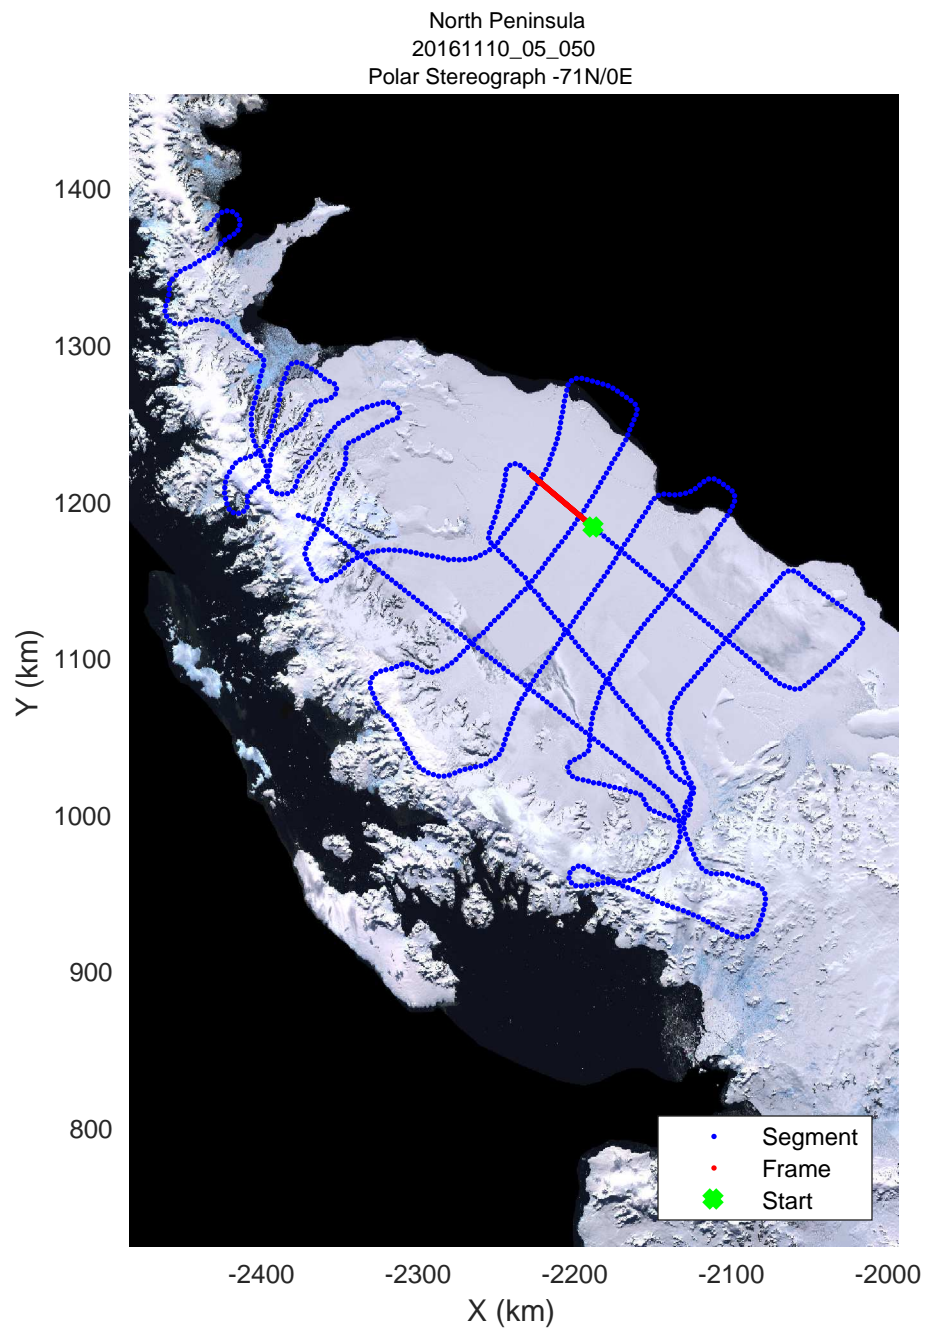 North Peninsula
20161110_05_050
Polar Stereograph -71N/0E
1400
1300
1200
1100
1000
900
800
Y (km)
Segment
Frame
Start
-2400
-2300
-2200
-2100
-2000
X (km)